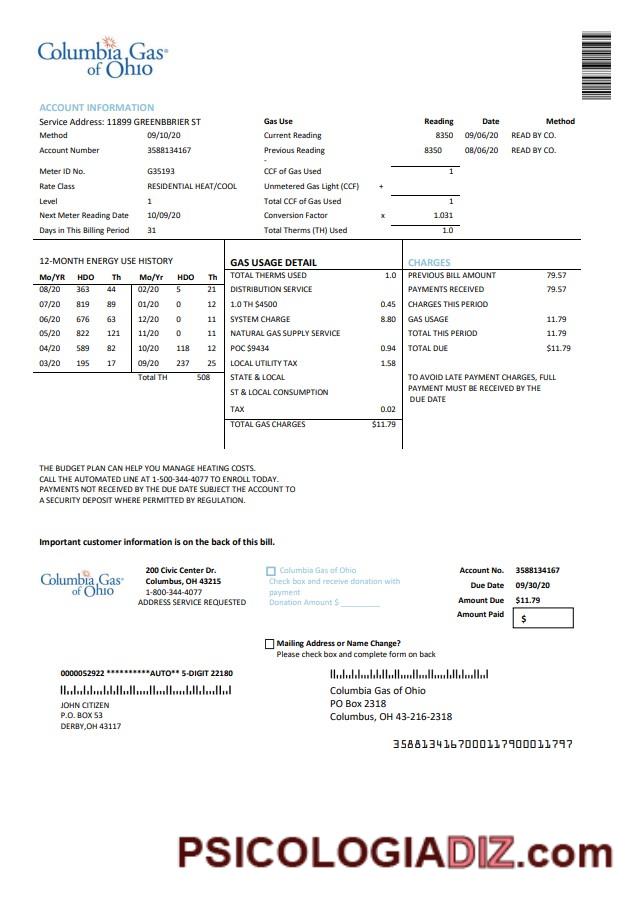 Columbia Gas®
of Ohio
ACCOUNT INFORMATION
Service Address: 11899 GREENBBRIER ST Gas Use Reading Date Method
Method 09/10/20 Current Reading 8350 09/06/20 READ BY CO.
Account Number 3588134167 Previous Reading 8350 08/06/20 READ BY CO.
-
Meter ID No. G35193 CCF of Gas Used 1
Rate Class RESIDENTIAL HEAT/COOL Unmetered Gas Light (CCF) +
Level 1 Total CCF of Gas Used 1
Next Meter Reading Date 10/09/20 Conversion Factor x 1.031
Days in This Billing Period 31 Total Therms (TH) Used 1.0
12-MONTH ENERGY USE HISTORY
Mo/YR HDO Th Mo/Yr HDO Th
08/20 363 44 02/20 5 21
07/20 819 89 01/20 0 11
06/20 676 63 12/20 0 11
05/20 822 121 11/20 0 11
04/20 589 82 10/20 118 12
03/20 195 17 09/20 237 25
Total TH 508
GAS USAGE DETAIL
TOTAL THERMS USED 1.0
DISTRIBUTION SERVICE
1.0 TH $4500 0.45
SYSTEM CHARGE 8.80
NATURAL GAS SUPPLY SERVICE
POC $9434 0.94
LOCAL UTILITY TAX 1.58
STATE & LOCAL
ST & LOCAL CONSUMPTION
TAX 0.02
TOTAL GAS CHARGES $11.79
CHARGES
PREVIOUS BILL AMOUNT 79.57
PAYMENTS RECEIVED 79.57
CHARGES THIS PERIOD
GAS USAGE 11.79
TOTAL THIS PERIOD 11.79
TOTAL DUE $11.79
TO AVOID LATE PAYMENT CHARGES, FULL
PAYMENT MUST BE RECEIVED BY THE
DUE DATE
THE BUDGET PLAN CAN HELP YOU MANAGE HEATING COSTS.
CALL THE AUTOMATED LINE AT 1-500-344-4077 TO ENROLL TODAY.
PAYMENTS NOT RECEIVED BY THE DUE DATE SUBJECT THE ACCOUNT TO
A SECURITY DEPOSIT WHERE PERMITTED BY REGULATION.
Important customer information is on the back of this bill.
Columbia Gas®
of Ohio
200 Civic Center Dr.
Columbus, OH 43215
1-800-344-4077
ADDRESS SERVICE REQUESTED
Columbia Gas of Ohio
Check box and receive donation with
payment
Donation Amount $ ________
Account No. 3588134167
Due Date 09/30/20
Amount Due $11.79
Amount Paid $
Mailing Address or Name Change?
Please check box and complete form on back
0000052922 **********AUTO** 5-DIGIT 22180
JOHN CITIZEN
P.O. BOX 53
DERBY,OH 43117
Columbia Gas of Ohio
PO Box 2318
Columbus, OH 43-216-2318
3588134167000117900011797
PSICOLOGIADIZ.com